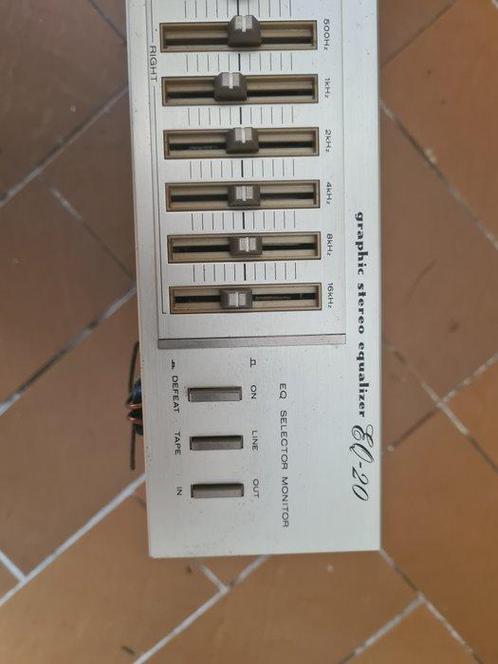 graphic stereo equalizer EQ-20
500Hz
1kHz
2kHz
4kHz
8kHz
16kHz
RIGHT
EQ SELECTOR MONITOR
ON LINE OUT
DEFEAT TAPE IN